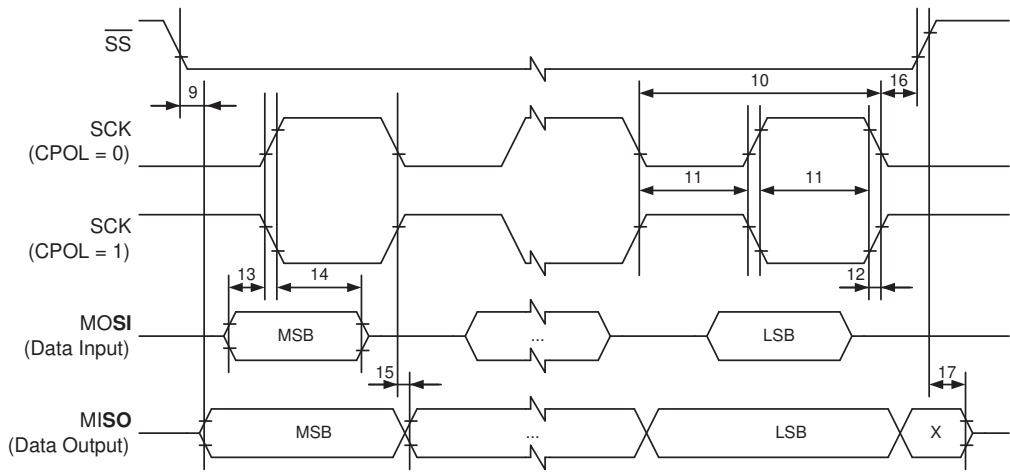 SS
10
16
9
SCK
(CPOL = 0)
11
11
SCK
(CPOL = 1)
13
14
12
MOSI
(Data Input)
MSB
...
LSB
15
17
MISO
(Data Output)
MSB
...
LSB
X